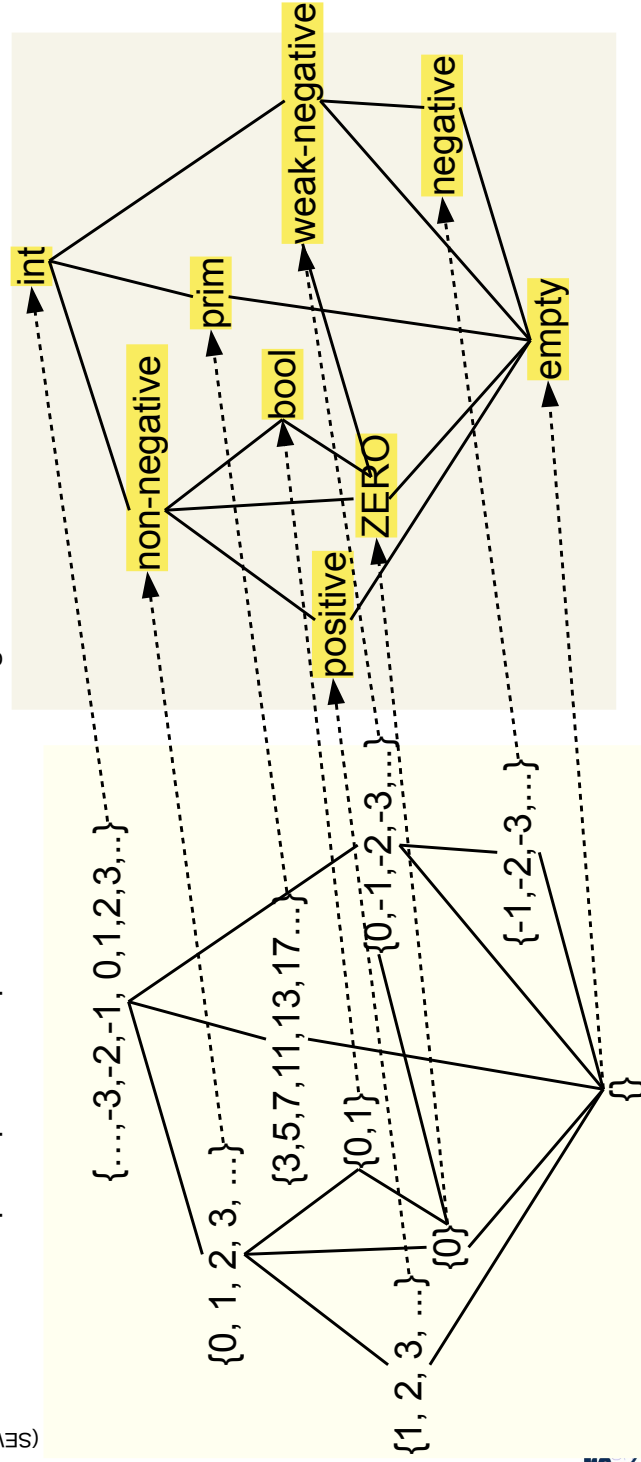 {...,-3,-2,-1, 0,1,2,3,..}
{0, 1, 2, 3, ...}
{3,5,7,11,13,17...}
{0,1}
{0,-1,-2,-3,...}
{1, 2, 3, ...}
{0}
{-1,-2,-3,...}
{}
int
non-negative
prim
bool
weak-negative
positive
ZERO
negative
empty